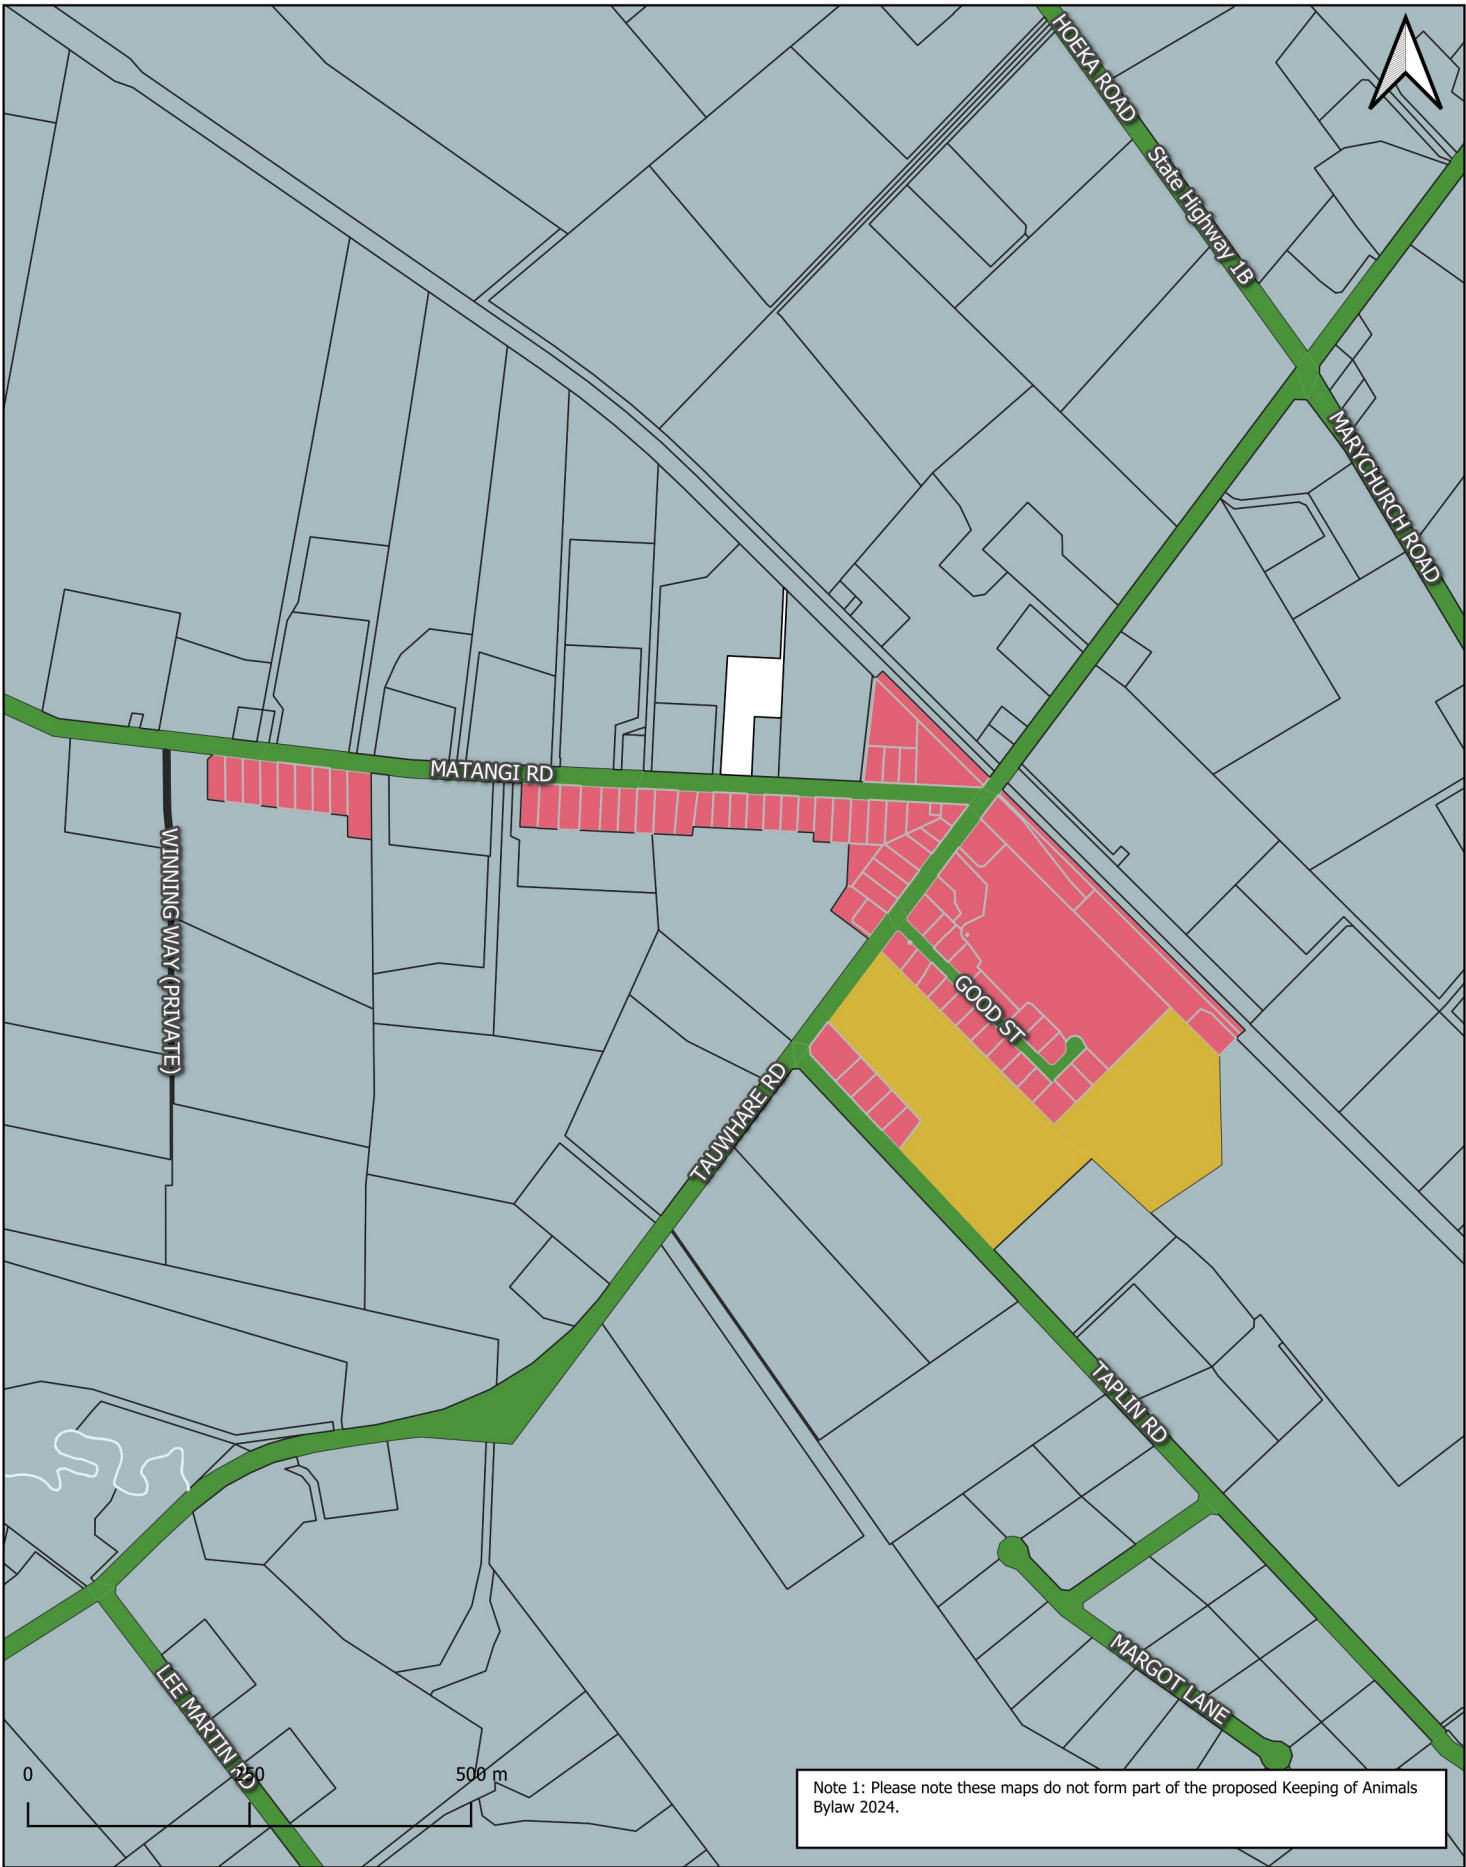 HOEKA ROAD
State Highway 1B
MARYCHURCH ROAD
MATANGI RD
WINNING WAY (PRIVATE)
GOOD ST
TAUWHARE RD
TAPLIN RD
MARGOT LANE
LEE MARTIN RD
0 250 500 m
Note 1: Please note these maps do not form part of the proposed Keeping of Animals
Bylaw 2024.